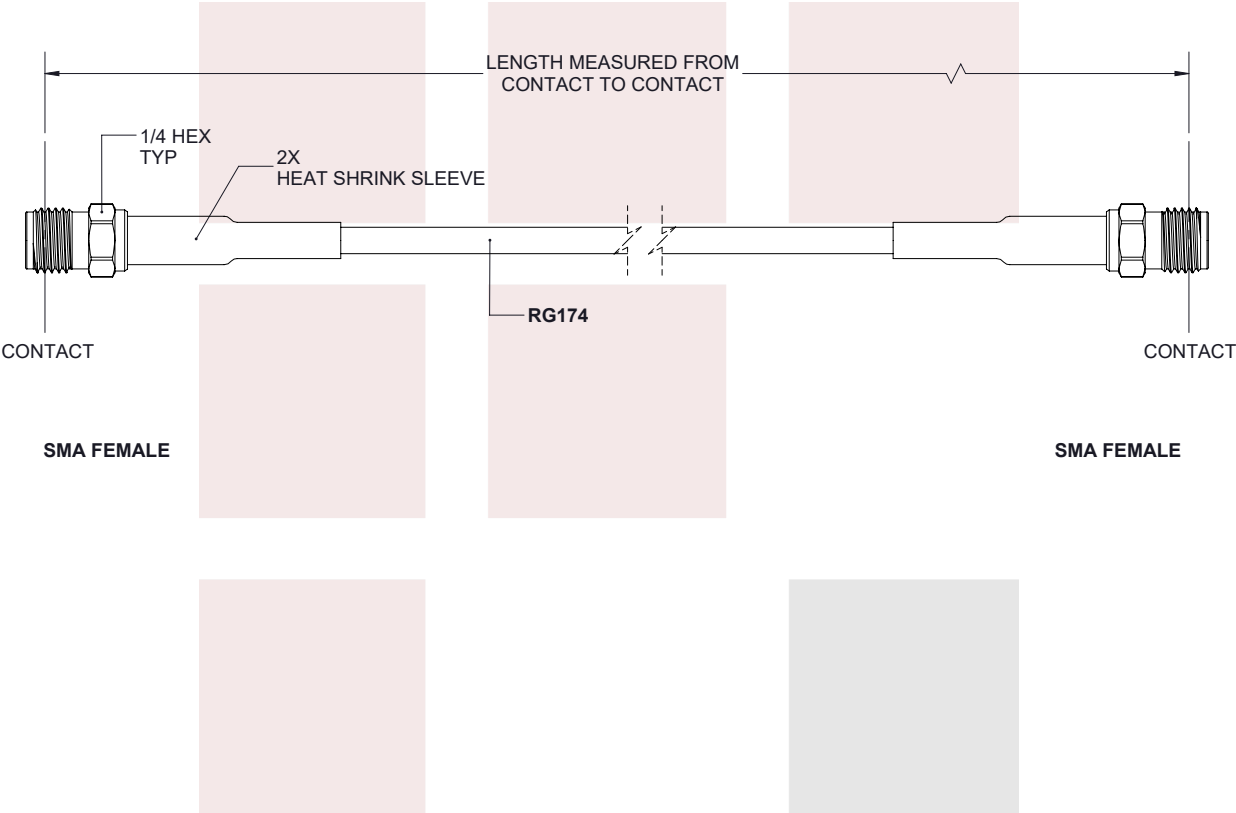 LENGTH MEASURED FROM
CONTACT TO CONTACT
1/4 HEX
TYP
2X
HEAT SHRINK SLEEVE
RG174
CONTACT
CONTACT
SMA FEMALE
SMA FEMALE